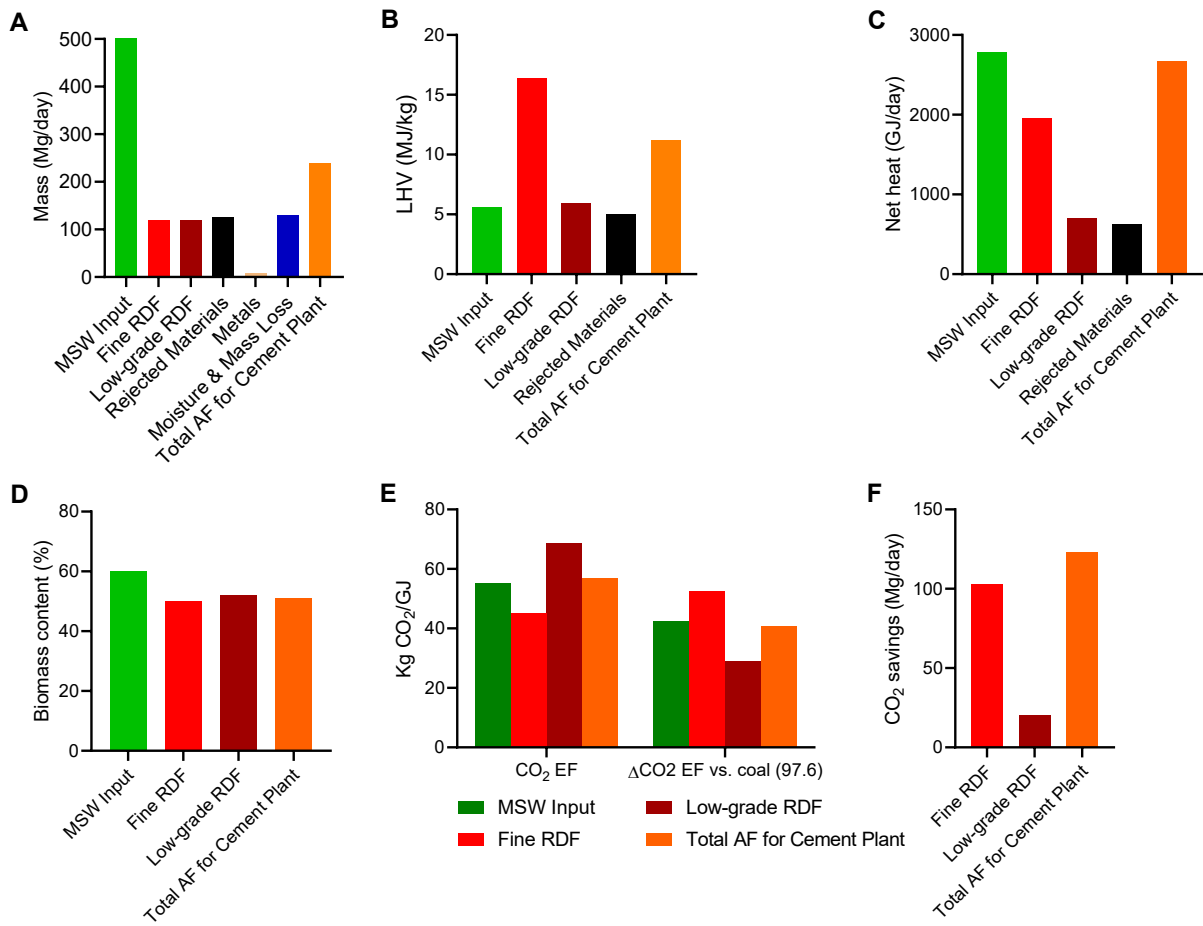 A
Mass (Mg/day)
500
400
300
200
100
0
MSW Input
Fine RDF
Low-grade RDF
Rejected Materials
Metals
Moisture & Mass Loss
Total AF for Cement Plant
B
LHV (MJ/kg)
20
15
10
5
0
MSW Input
Fine RDF
Low-grade RDF
Rejected Materials
Total AF for Cement Plant
C
Net heat (GJ/day)
3000
2000
1000
0
MSW Input
Fine RDF
Low-grade RDF
Rejected Materials
Total AF for Cement Plant
D
Biomass content (%)
80
60
40
20
0
MSW Input
Fine RDF
Low-grade RDF
Total AF for Cement Plant
E
Kg CO₂/GJ
80
60
40
20
0
CO₂ EF
ΔCO2 EF vs. coal (97.6)
MSW Input
Fine RDF
Low-grade RDF
Total AF for Cement Plant
F
CO₂ savings (Mg/day)
150
100
50
0
Fine RDF
Low-grade RDF
Total AF for Cement Plant